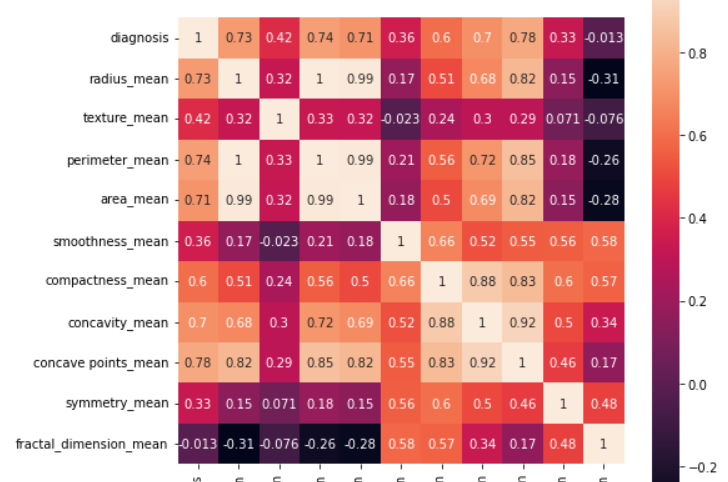 diagnosis 1 0.73 0.42 0.74 0.71 0.36 0.6 0.7 0.78 0.33 -0.013
radius_mean 0.73 1 0.32 1 0.99 0.17 0.51 0.68 0.82 0.15 -0.31
texture_mean 0.42 0.32 1 0.33 0.32 -0.023 0.24 0.3 0.29 0.071 -0.076
perimeter_mean 0.74 1 0.33 1 0.99 0.21 0.56 0.72 0.85 0.18 -0.26
area_mean 0.71 0.99 0.32 0.99 1 0.18 0.5 0.69 0.82 0.15 -0.28
smoothness_mean 0.36 0.17 -0.023 0.21 0.18 1 0.66 0.52 0.55 0.56 0.58
compactness_mean 0.6 0.51 0.24 0.56 0.5 0.66 1 0.88 0.83 0.6 0.57
concavity_mean 0.7 0.68 0.3 0.72 0.69 0.52 0.88 1 0.92 0.5 0.34
concave points_mean 0.78 0.82 0.29 0.85 0.82 0.55 0.83 0.92 1 0.46 0.17
symmetry_mean 0.33 0.15 0.071 0.18 0.15 0.56 0.6 0.5 0.46 1 0.48
fractal_dimension_mean -0.013 -0.31 -0.076 -0.26 -0.28 0.58 0.57 0.34 0.17 0.48 1
0.8
0.6
0.4
0.2
0.0
−0.2